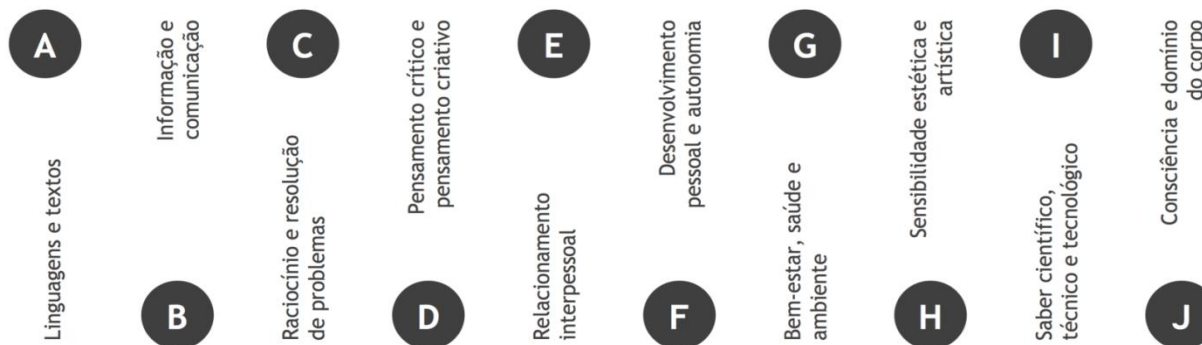 A
Linguagens e textos
B
Informação e
comunicação
C
Raciocínio e resolução
de problemas
D
Pensamento crítico e
pensamento criativo
E
Relacionamento
interpessoal
F
Desenvolvimento
pessoal e autonomia
G
Bem-estar, saúde e
ambiente
H
Sensibilidade estética e
artística
I
Saber científico,
técnico e tecnológico
J
Consciência e domínio
do corpo